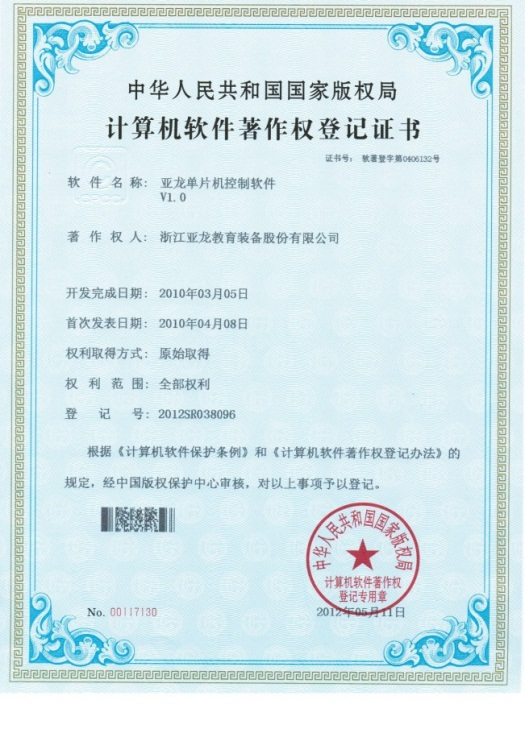 中华人民共和国国家版权局
计算机软件著作权登记证书
证书号： 软著登字第0406132号
软件名称： 亚龙单片机控制软件
V1.0
著作权人： 浙江亚龙教育装备股份有限公司
开发完成日期： 2010年03月05日
首次发表日期： 2010年04月08日
权利取得方式： 原始取得
权利范围： 全部权利
登记号： 2012SR038096
根据《计算机软件保护条例》和《计算机软件著作权登记办法》的
规定，经中国版权保护中心审核，对以上事项予以登记。
中华人民共和国国家版权局
计算机软件著作权
登记专用章
No. 00117130
2012年05月11日